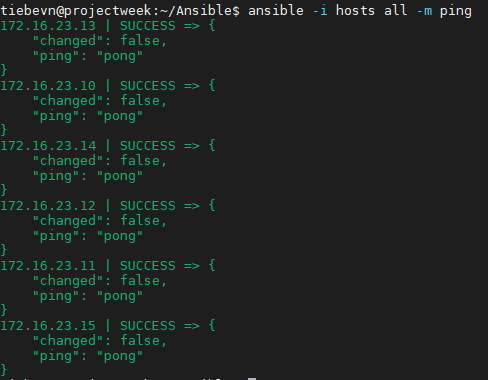 tiebevn@projectweek:~/Ansible$ ansible -i hosts all -m ping
172.16.23.13 | SUCCESS => {
    "changed": false,
    "ping": "pong"
}
172.16.23.10 | SUCCESS => {
    "changed": false,
    "ping": "pong"
}
172.16.23.14 | SUCCESS => {
    "changed": false,
    "ping": "pong"
}
172.16.23.12 | SUCCESS => {
    "changed": false,
    "ping": "pong"
}
172.16.23.11 | SUCCESS => {
    "changed": false,
    "ping": "pong"
}
172.16.23.15 | SUCCESS => {
    "changed": false,
    "ping": "pong"
}